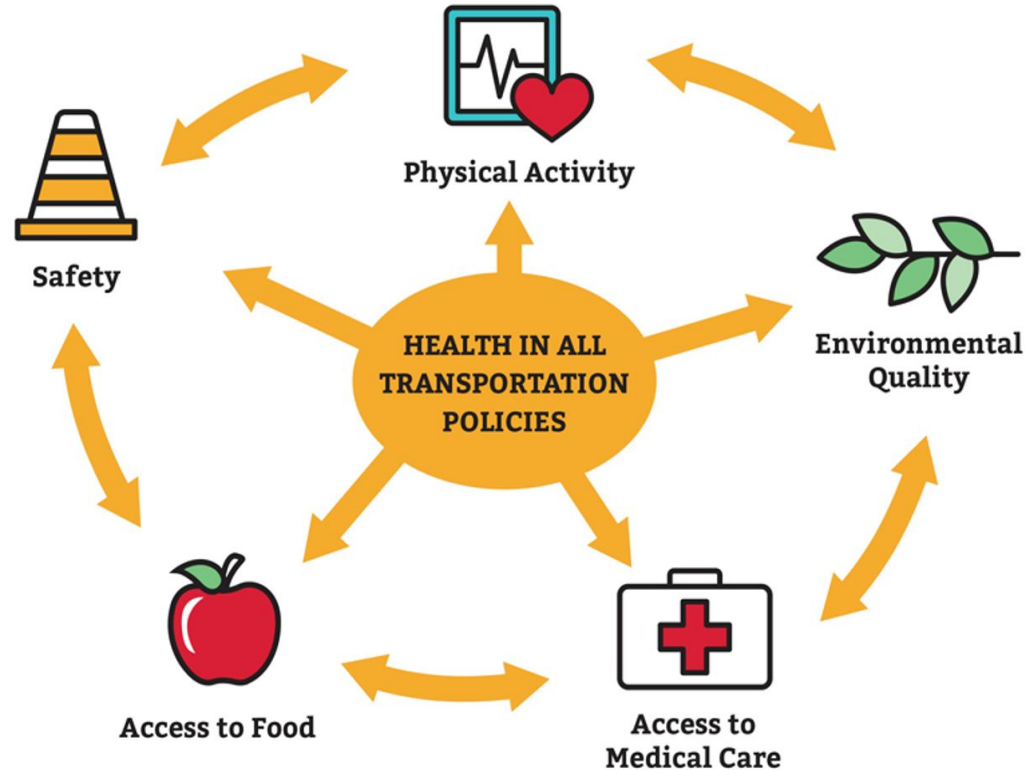 Physical Activity
Safety
Environmental
Quality
HEALTH IN ALL
TRANSPORTATION
POLICIES
Access to Food
Access to
Medical Care